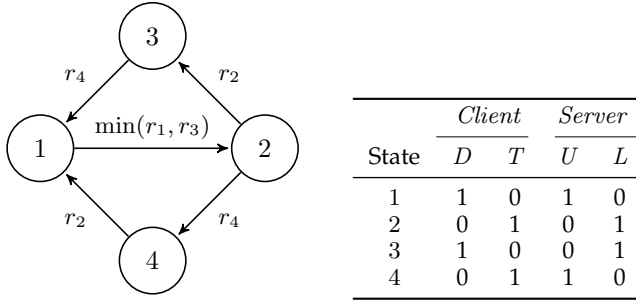 3
r4
r2
min(r1, r3)
1
2
r2
r4
4
Client Server
State D T U L
1 1 0 1 0
2 0 1 0 1
3 1 0 0 1
4 0 1 1 0